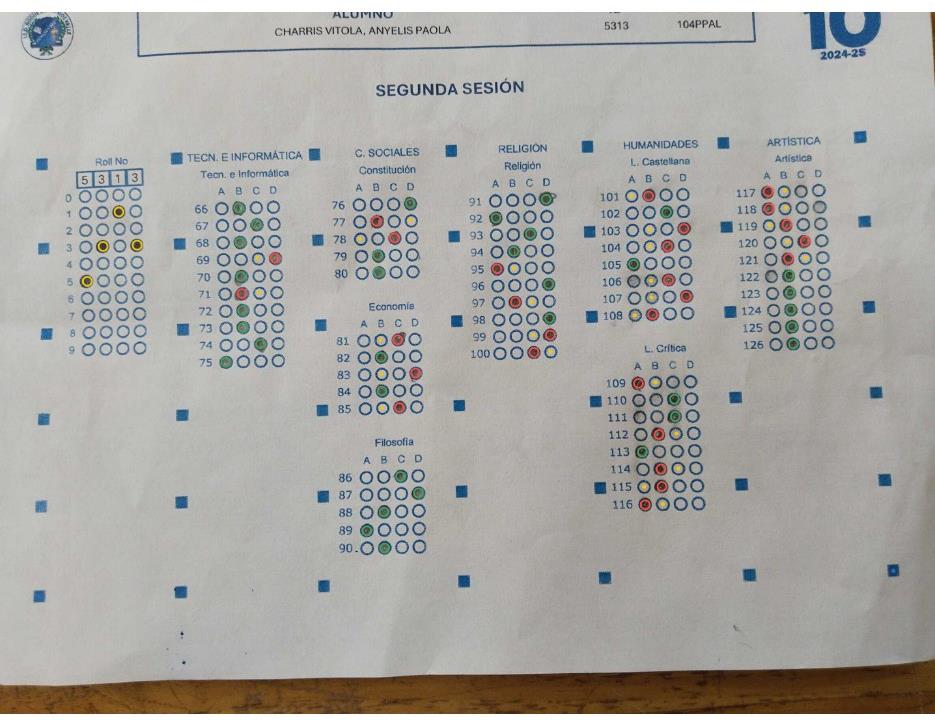 ALUMNO
CHARRIS VITOLA, ANYELIS PAOLA
5313
104PPAL
10
2024-2S
SEGUNDA SESIÓN
Roll No
5 3 1 3
0
1
2
3
4
5
6
7
8
9
TECN. E INFORMÁTICA
Tecn. e Informática
A B C D
66
67
68
69
70
71
72
73
74
75
C. SOCIALES
Constitución
A B C D
76
77
78
79
80
Economía
A B C D
81
82
83
84
85
Filosofía
A B C D
86
87
88
89
90
RELIGIÓN
Religión
A B C D
91
92
93
94
95
96
97
98
99
100
HUMANIDADES
L. Castellana
A B C D
101
102
103
104
105
106
107
108
L. Crítica
A B C D
109
110
111
112
113
114
115
116
ARTÍSTICA
Artística
A B C D
117
118
119
120
121
122
123
124
125
126